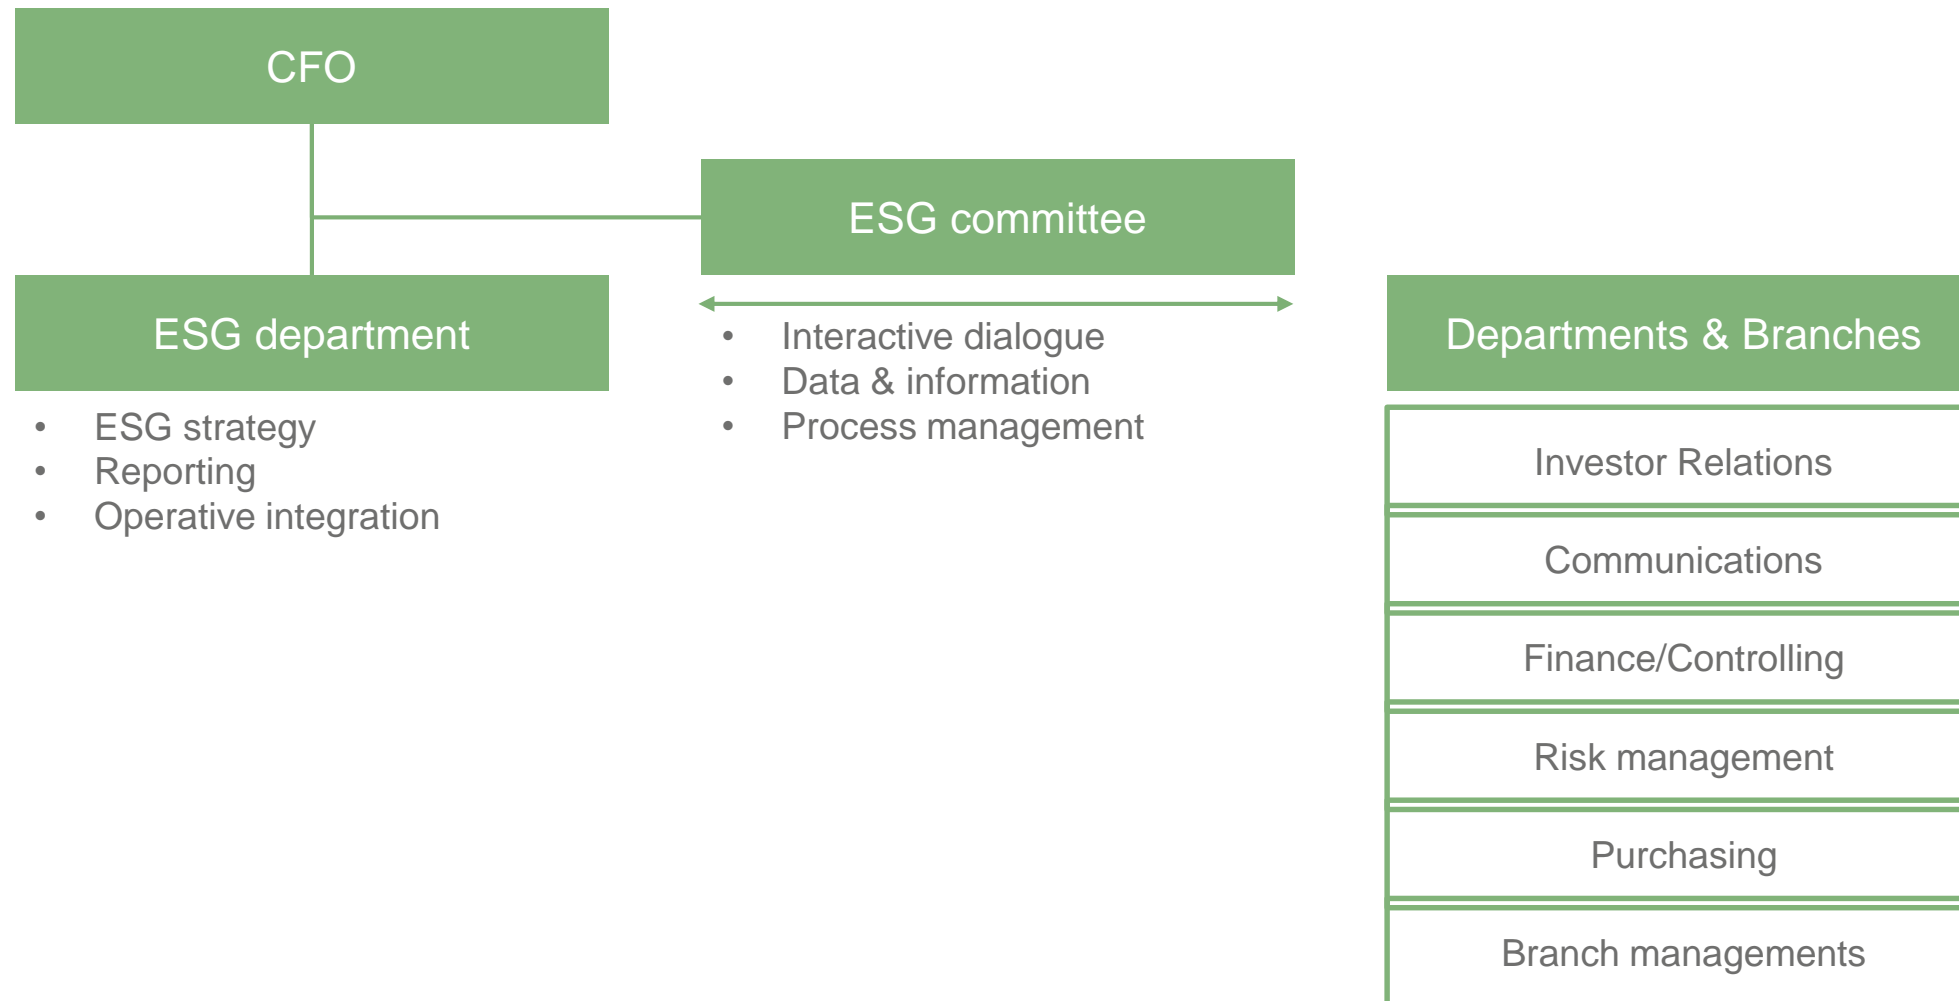 CFO
ESG committee
ESG department
Departments & Branches
• Interactive dialogue
• Data & information
• Process management
• ESG strategy
• Reporting
• Operative integration
Investor Relations
Communications
Finance/Controlling
Risk management
Purchasing
Branch managements